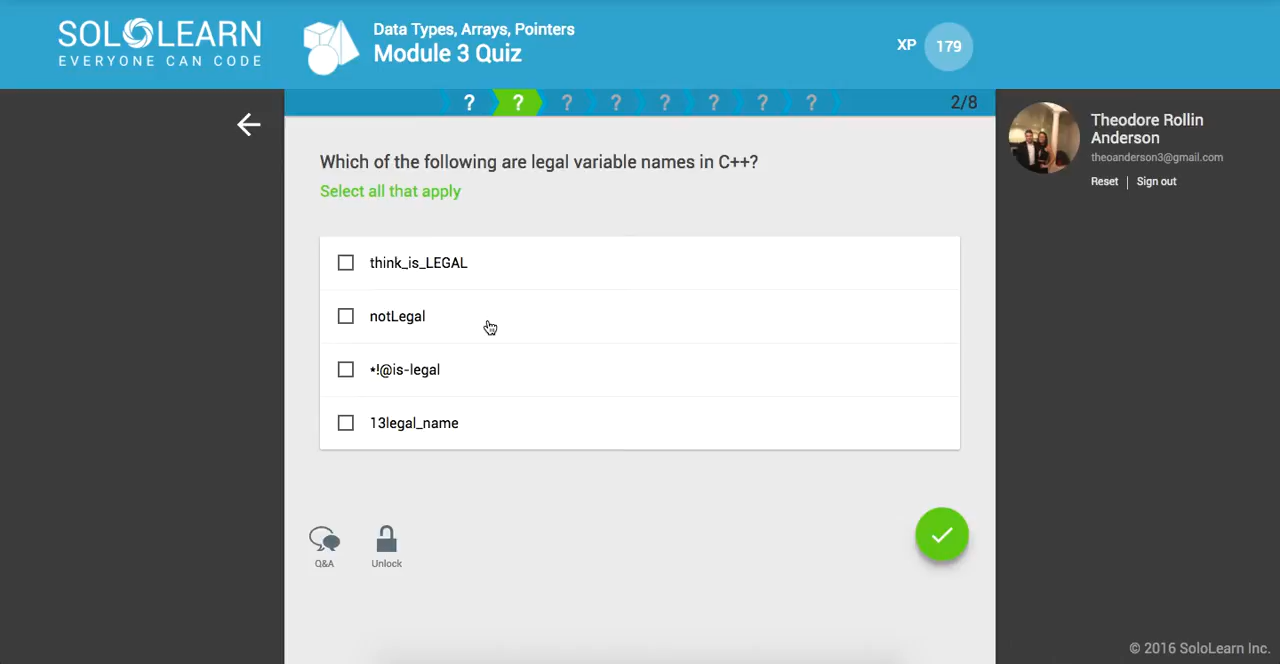 SOLOLEARN
EVERYONE CAN CODE
Data Types, Arrays, Pointers
Module 3 Quiz
XP 179
? ? ? ? ? ? ? ?
2/8
Theodore Rollin
Anderson
theoanderson3@gmail.com
Reset | Sign out
Which of the following are legal variable names in C++?
Select all that apply
think_is_LEGAL
notLegal
*!@is-legal
13legal_name
Q&A
Unlock
© 2016 SoloLearn Inc.